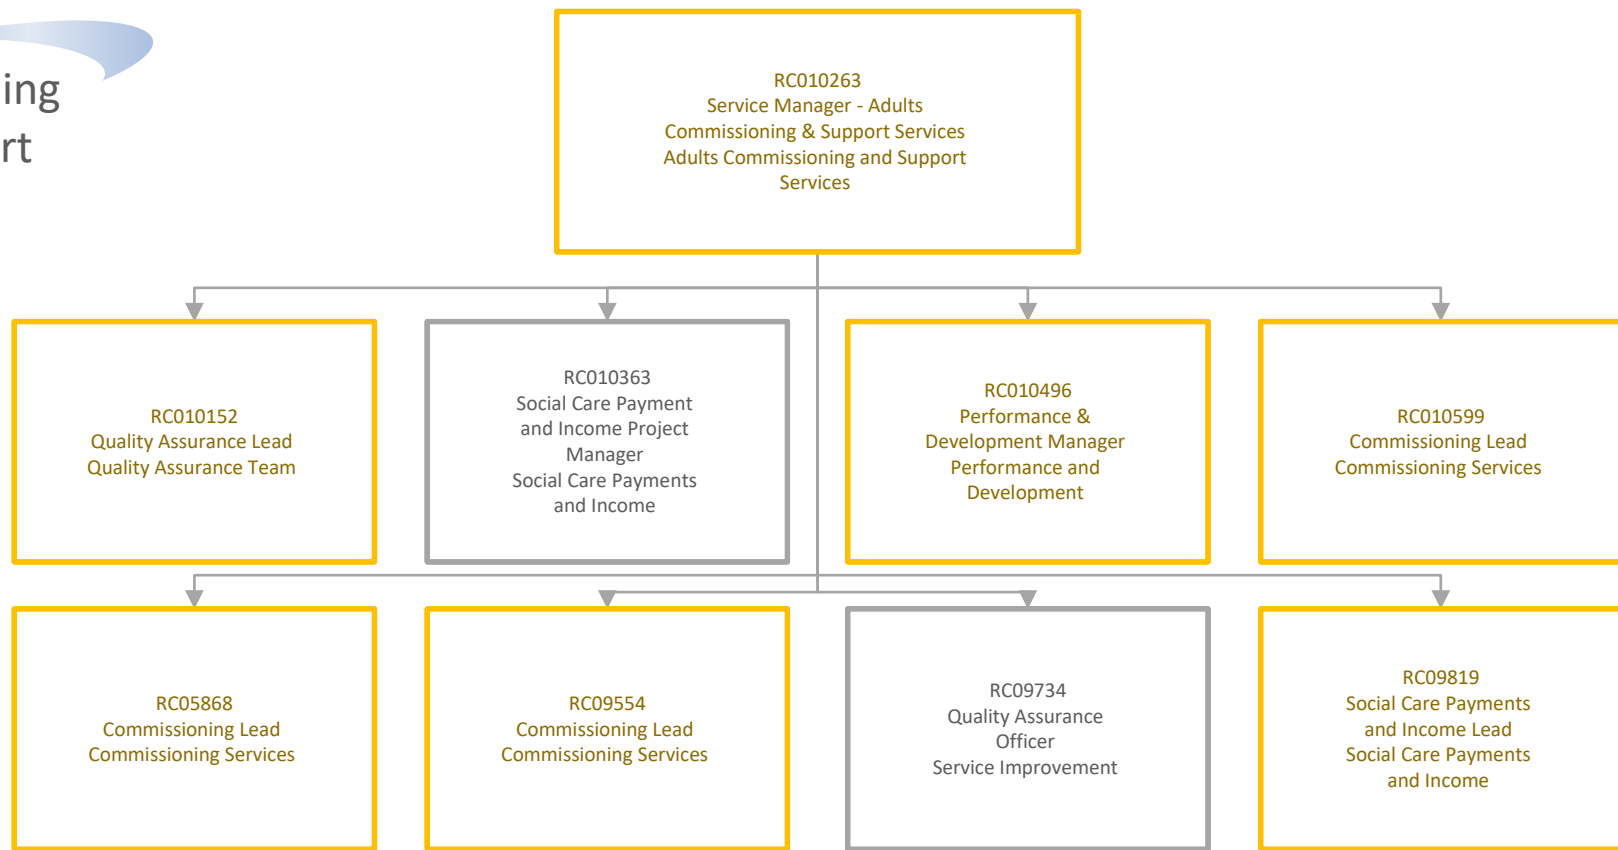 ing
rt
RC010263
Service Manager - Adults
Commissioning & Support Services
Adults Commissioning and Support
Services
RC010152
Quality Assurance Lead
Quality Assurance Team
RC010363
Social Care Payment
and Income Project
Manager
Social Care Payments
and Income
RC010496
Performance &
Development Manager
Performance and
Development
RC010599
Commissioning Lead
Commissioning Services
RC05868
Commissioning Lead
Commissioning Services
RC09554
Commissioning Lead
Commissioning Services
RC09734
Quality Assurance
Officer
Service Improvement
RC09819
Social Care Payments
and Income Lead
Social Care Payments
and Income